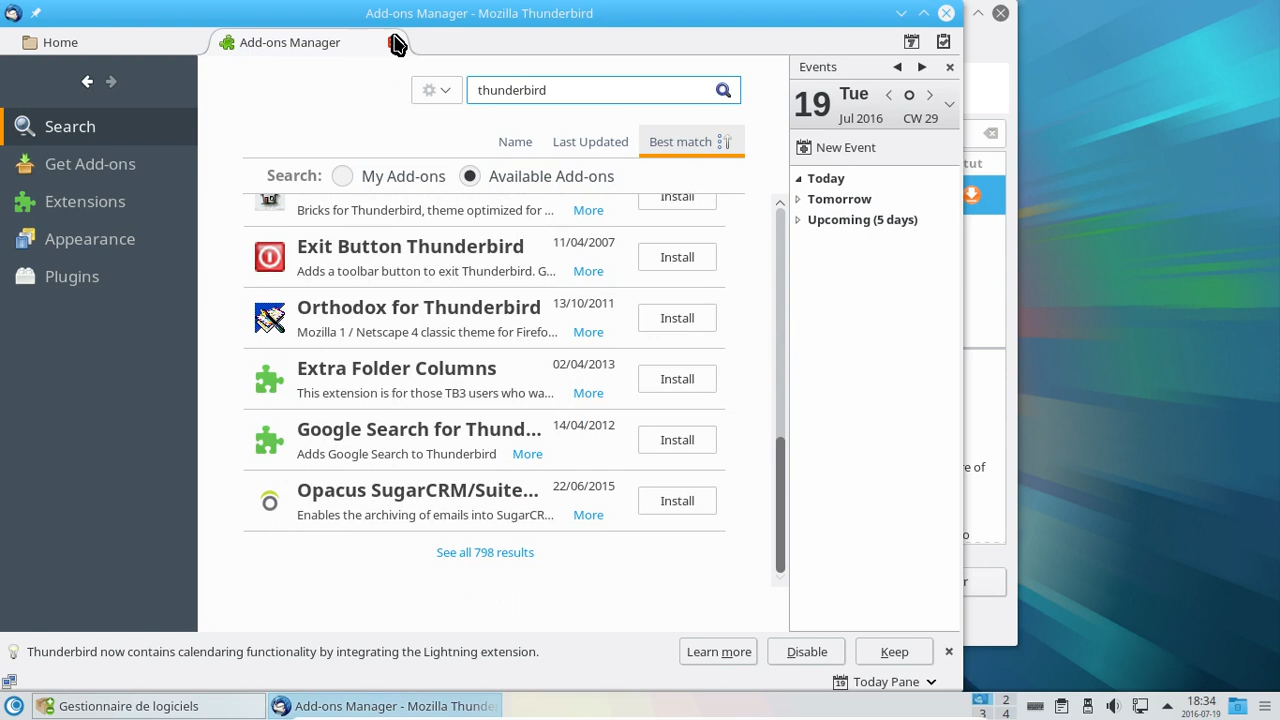 Add-ons Manager - Mozilla Thunderbird
Home
Add-ons Manager
thunderbird
Name
Last Updated
Best match
Search:
My Add-ons
Available Add-ons
Search
Get Add-ons
Extensions
Appearance
Plugins
Install
Bricks for Thunderbird, theme optimized for ...
More
Exit Button Thunderbird
11/04/2007
Install
Adds a toolbar button to exit Thunderbird. G...
More
Orthodox for Thunderbird
13/10/2011
Install
Mozilla 1 / Netscape 4 classic theme for Firefo...
More
Extra Folder Columns
02/04/2013
Install
This extension is for those TB3 users who wa...
More
Google Search for Thund...
14/04/2012
Install
Adds Google Search to Thunderbird
More
Opacus SugarCRM/Suite...
22/06/2015
Install
Enables the archiving of emails into SugarCR...
More
See all 798 results
Events
19
Tue
Jul 2016
CW 29
New Event
Today
Tomorrow
Upcoming (5 days)
tut
re of
o
r
Thunderbird now contains calendaring functionality by integrating the Lightning extension.
Learn more
Disable
Keep
19
Today Pane
Gestionnaire de logiciels
Add-ons Manager - Mozilla Thunde
2
3
4
18:34
2016-07-19